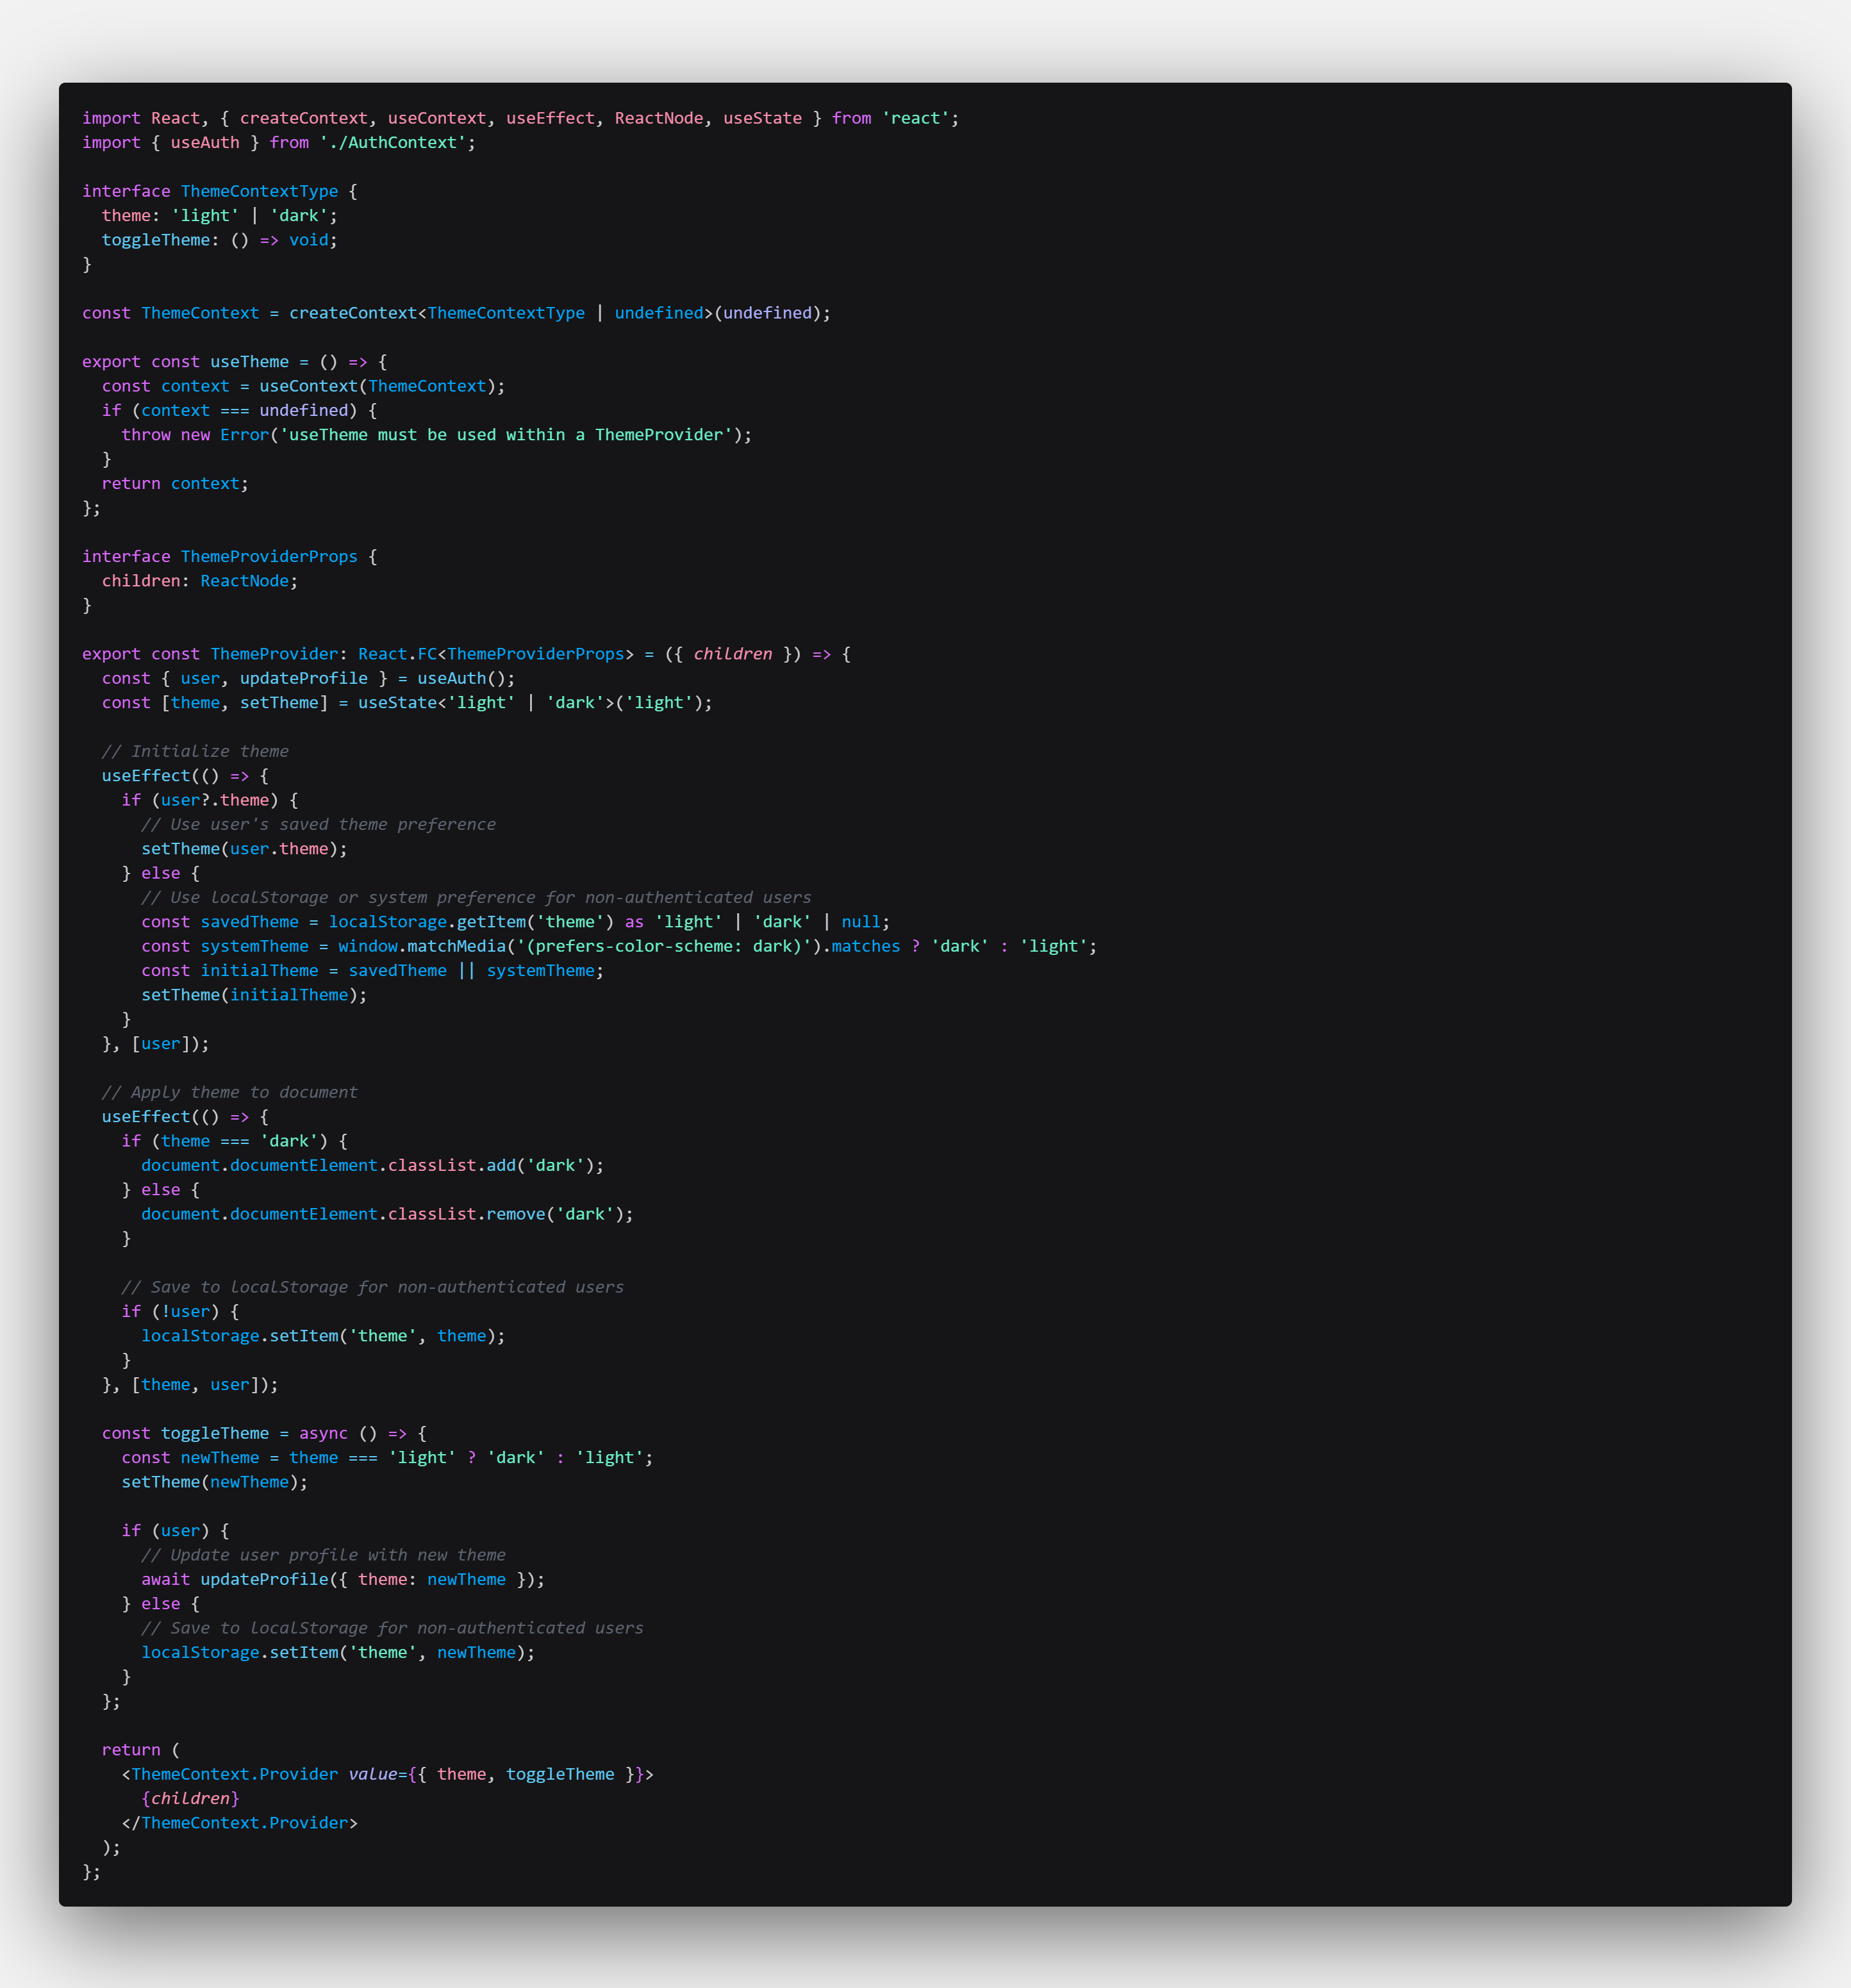 import React, { createContext, useContext, useEffect, ReactNode, useState } from 'react';
import { useAuth } from './AuthContext';

interface ThemeContextType {
  theme: 'light' | 'dark';
  toggleTheme: () => void;
}

const ThemeContext = createContext<ThemeContextType | undefined>(undefined);

export const useTheme = () => {
  const context = useContext(ThemeContext);
  if (context === undefined) {
    throw new Error('useTheme must be used within a ThemeProvider');
  }
  return context;
};

interface ThemeProviderProps {
  children: ReactNode;
}

export const ThemeProvider: React.FC<ThemeProviderProps> = ({ children }) => {
  const { user, updateProfile } = useAuth();
  const [theme, setTheme] = useState<'light' | 'dark'>('light');

  // Initialize theme
  useEffect(() => {
    if (user?.theme) {
      // Use user's saved theme preference
      setTheme(user.theme);
    } else {
      // Use localStorage or system preference for non-authenticated users
      const savedTheme = localStorage.getItem('theme') as 'light' | 'dark' | null;
      const systemTheme = window.matchMedia('(prefers-color-scheme: dark)').matches ? 'dark' : 'light';
      const initialTheme = savedTheme || systemTheme;
      setTheme(initialTheme);
    }
  }, [user]);

  // Apply theme to document
  useEffect(() => {
    if (theme === 'dark') {
      document.documentElement.classList.add('dark');
    } else {
      document.documentElement.classList.remove('dark');
    }

    // Save to localStorage for non-authenticated users
    if (!user) {
      localStorage.setItem('theme', theme);
    }
  }, [theme, user]);

  const toggleTheme = async () => {
    const newTheme = theme === 'light' ? 'dark' : 'light';
    setTheme(newTheme);

    if (user) {
      // Update user profile with new theme
      await updateProfile({ theme: newTheme });
    } else {
      // Save to localStorage for non-authenticated users
      localStorage.setItem('theme', newTheme);
    }
  };

  return (
    <ThemeContext.Provider value={{ theme, toggleTheme }}>
      {children}
    </ThemeContext.Provider>
  );
};